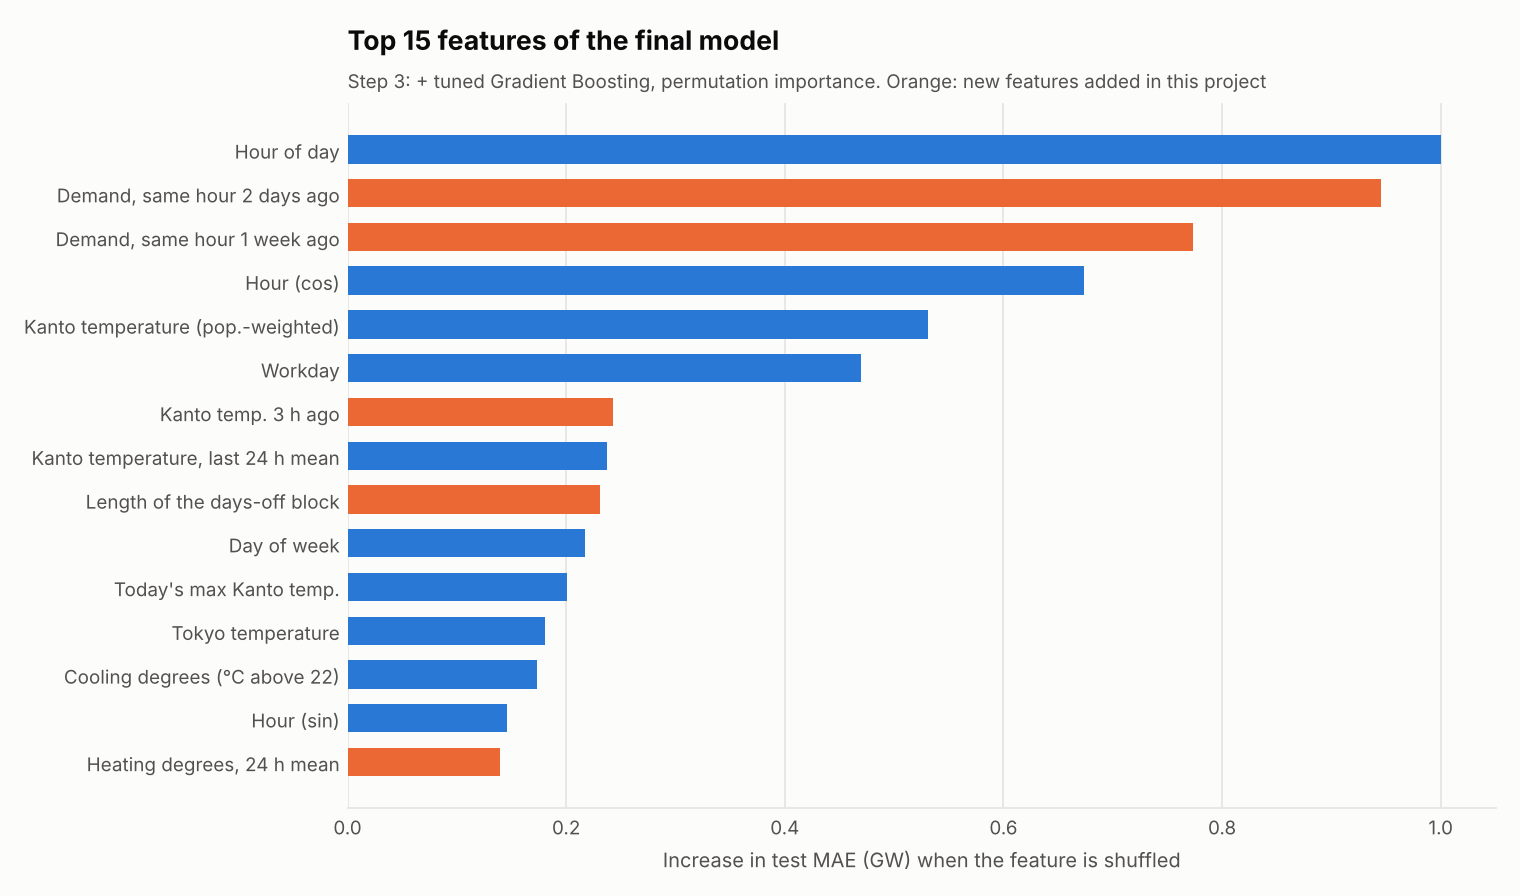 Top 15 features of the final model
Step 3: + tuned Gradient Boosting, permutation importance. Orange: new features added in this project
Hour of day
Demand, same hour 2 days ago
Demand, same hour 1 week ago
Hour (cos)
Kanto temperature (pop.-weighted)
Workday
Kanto temp. 3 h ago
Kanto temperature, last 24 h mean
Length of the days-off block
Day of week
Today's max Kanto temp.
Tokyo temperature
Cooling degrees (°C above 22)
Hour (sin)
Heating degrees, 24 h mean
0.0 0.2 0.4 0.6 0.8 1.0
Increase in test MAE (GW) when the feature is shuffled